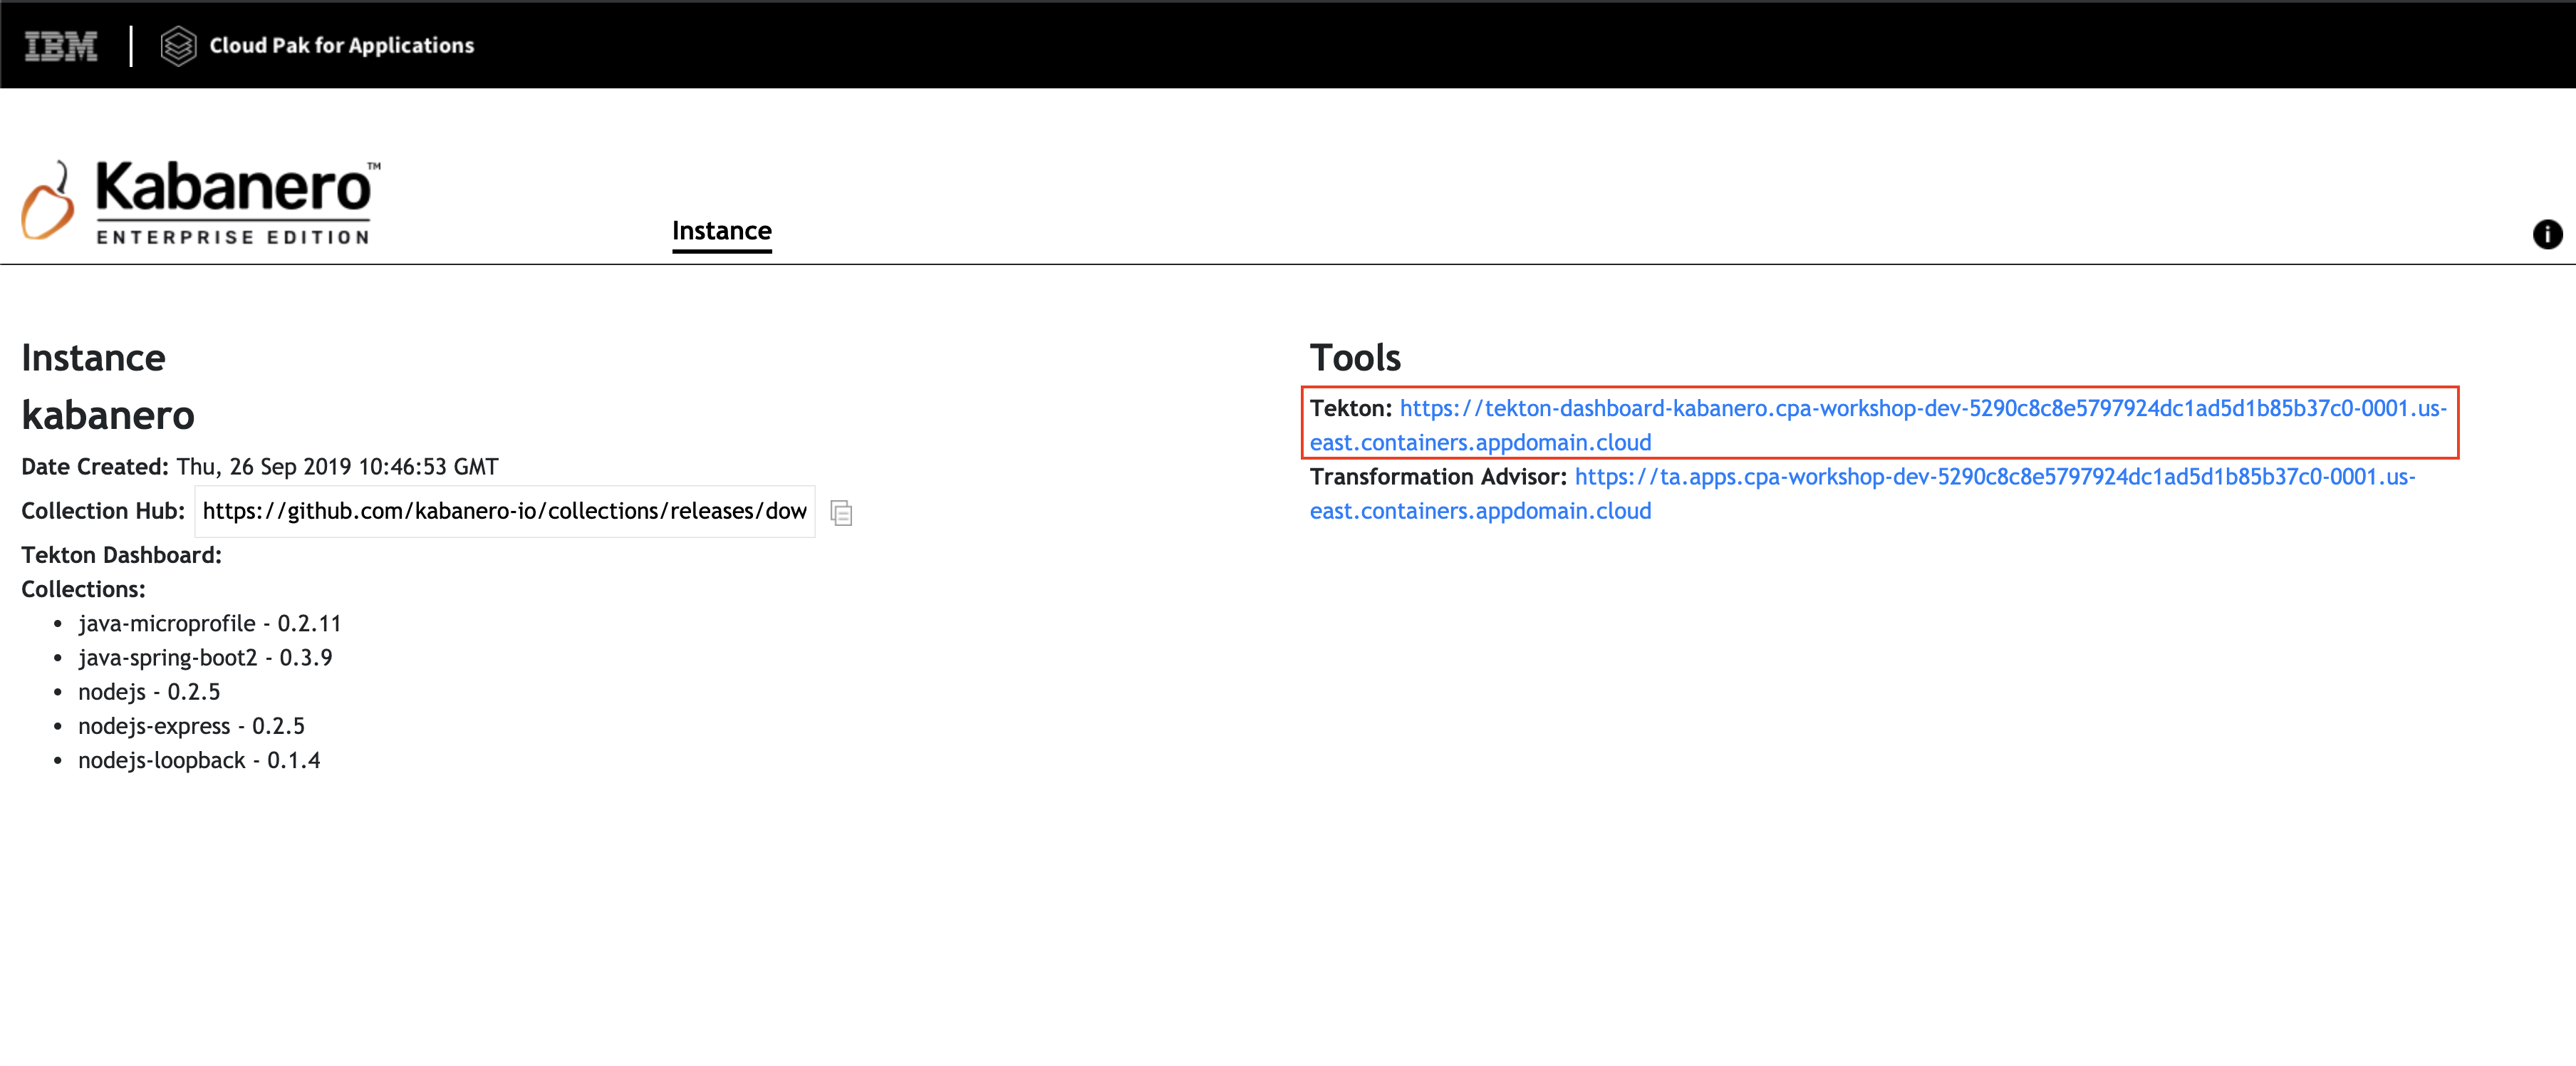 IBM
Cloud Pak for Applications
Kabanero™
ENTERPRISE EDITION
Instance
Instance
kabanero
Date Created: Thu, 26 Sep 2019 10:46:53 GMT
Collection Hub: https://github.com/kabanero-io/collections/releases/dow
Tekton Dashboard:
Collections:
• java-microprofile - 0.2.11
• java-spring-boot2 - 0.3.9
• nodejs - 0.2.5
• nodejs-express - 0.2.5
• nodejs-loopback - 0.1.4
Tools
Tekton: https://tekton-dashboard-kabanero.cpa-workshop-dev-5290c8c8e5797924dc1ad5d1b85b37c0-0001.us-
east.containers.appdomain.cloud
Transformation Advisor: https://ta.apps.cpa-workshop-dev-5290c8c8e5797924dc1ad5d1b85b37c0-0001.us-
east.containers.appdomain.cloud